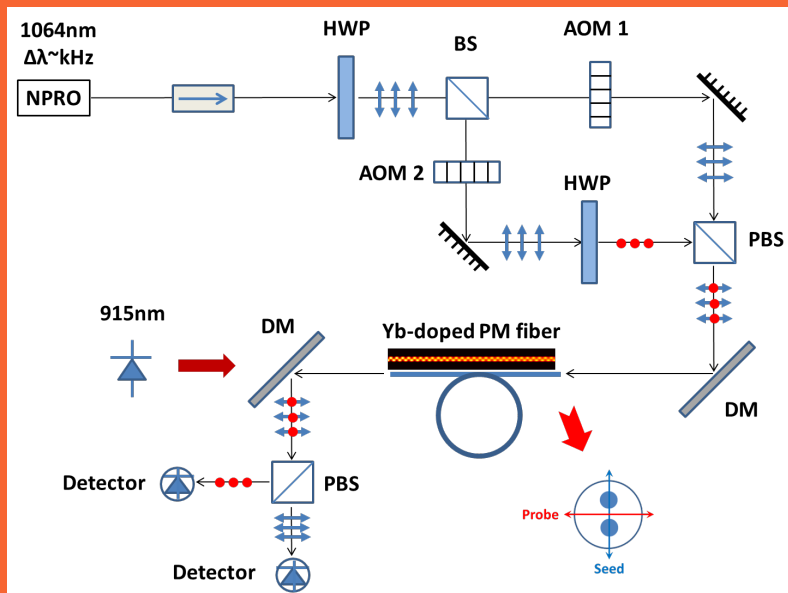 1064nm
Δλ~kHz
NPRO
HWP
BS
AOM 1
AOM 2
HWP
PBS
915nm
DM
Yb-doped PM fiber
DM
Detector
PBS
Probe
Seed
Detector